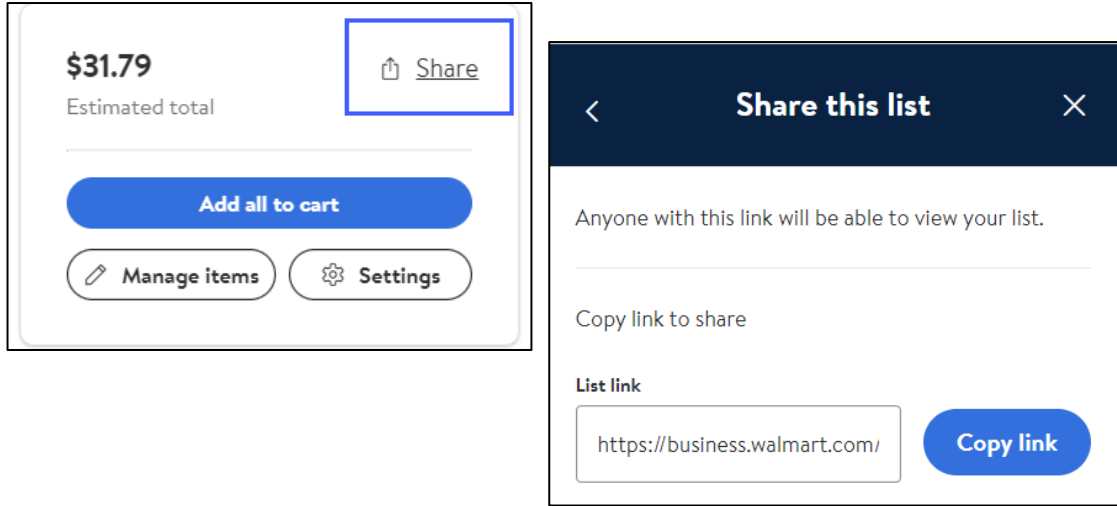 $31.79
Share
Estimated total
Add all to cart
Manage items
Settings
Share this list
Anyone with this link will be able to view your list.
Copy link to share
List link
https://business.walmart.com/
Copy link